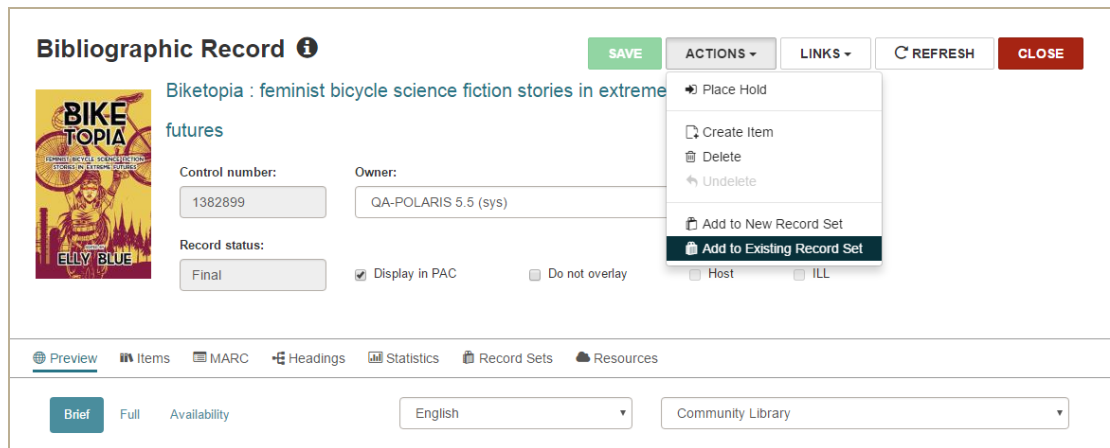 Bibliographic Record
SAVE
ACTIONS
LINKS
REFRESH
CLOSE
Biketopia : feminist bicycle science fiction stories in extreme
futures
BIKE
TOPIA
FEMINIST BICYCLE SCIENCE FICTION
STORIES IN EXTREME FUTURES
ELLY BLUE
Place Hold
Create Item
Delete
Undelete
Add to New Record Set
Add to Existing Record Set
Control number:
Owner:
1382899
QA-POLARIS 5.5 (sys)
Record status:
Final
Display in PAC
Do not overlay
Host
ILL
Preview
Items
MARC
Headings
Statistics
Record Sets
Resources
Brief
Full
Availability
English
Community Library